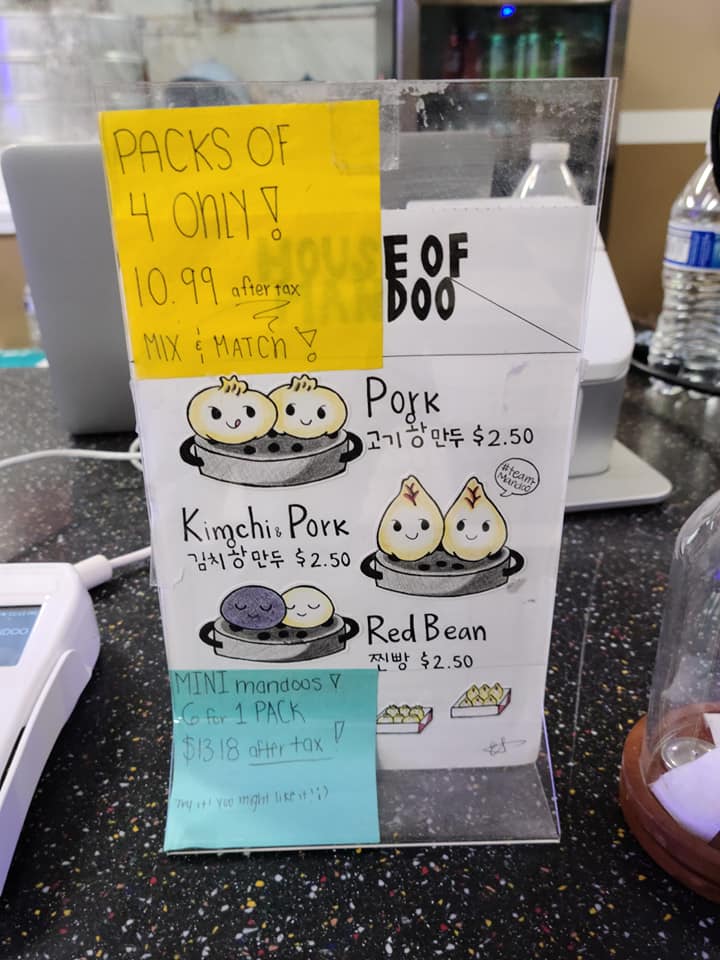 PACKS OF
4 ONLY!
10.99 after tax
MIX & MATCH!
HOUSE OF
MANDOO
Pork
고기왕만두 $2.50
#team
Mandoo
Kimchi & Pork
김치왕만두 $2.50
Red Bean
찐빵 $2.50
MINI mandoos!
6 for 1 PACK
$13.18 after tax!
Try it! You might like it! :)